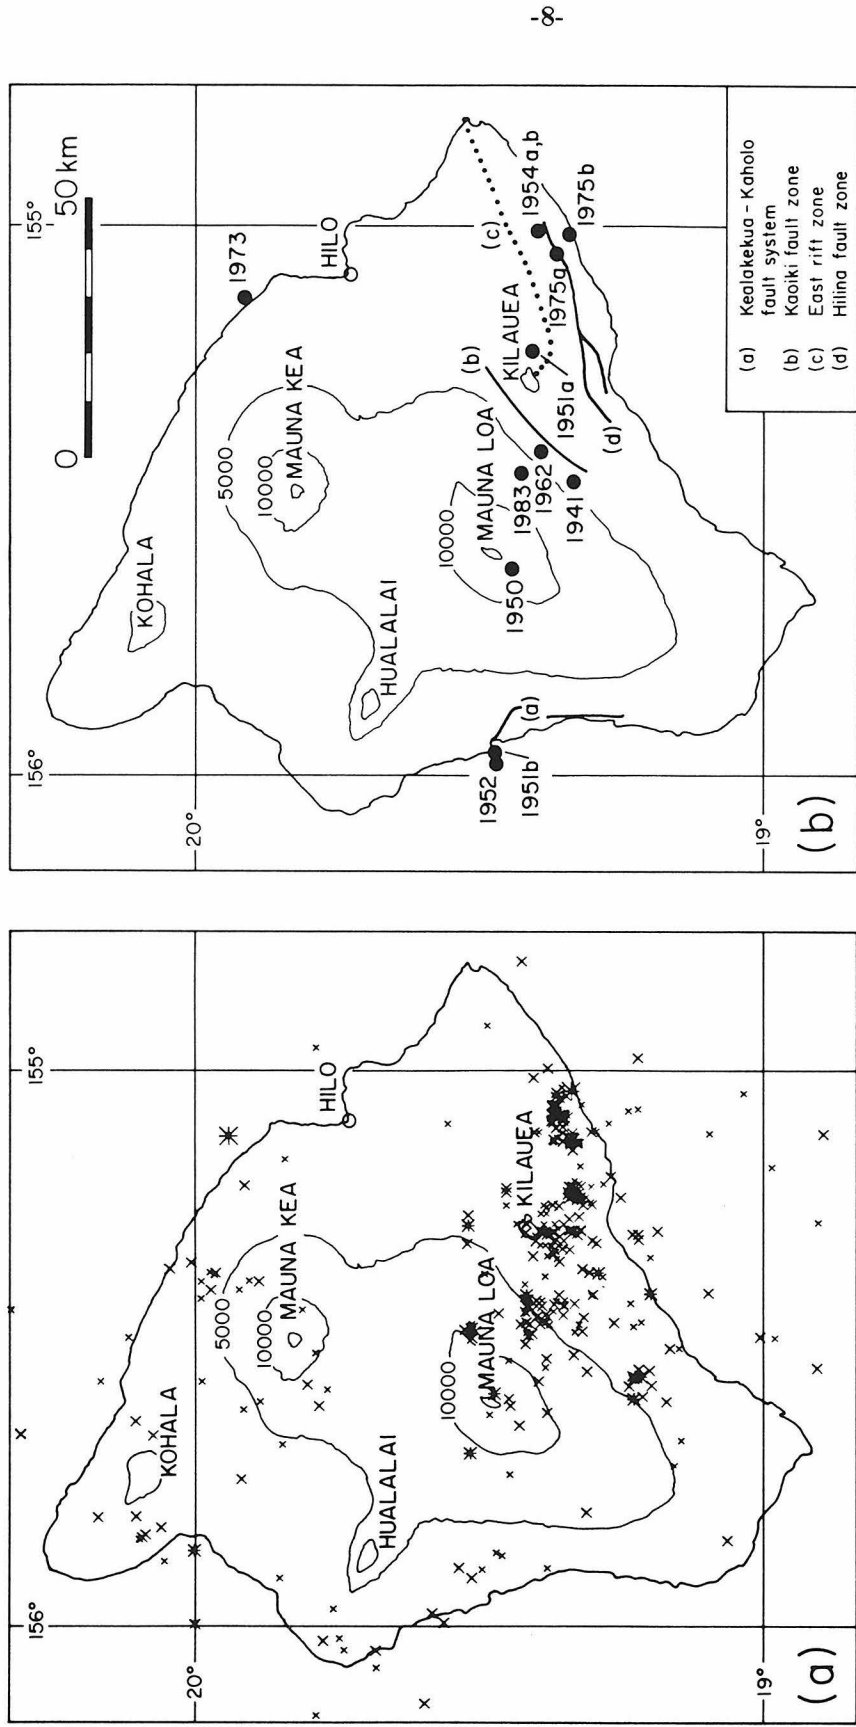 -8-
156°
155°
20°
KOHALA
5000
10000
MAUNA KEA
HILO
HUALALAI
10000
MAUNA LOA
KILAUEA
19°
(a)
156°
155°
0
50 km
20°
1973
KOHALA
5000
10000
MAUNA KEA
HILO
HUALALAI
10000
MAUNA LOA
(b)
KILAUEA
(c)
1952
1951b
(a)
1950
1983
1962
1941
1951a
1975a
1954a,b
1975b
(d)
19°
(b)
(a) Kealakekua - Kaholo
fault system
(b) Kaoiki fault zone
(c) East rift zone
(d) Hilina fault zone